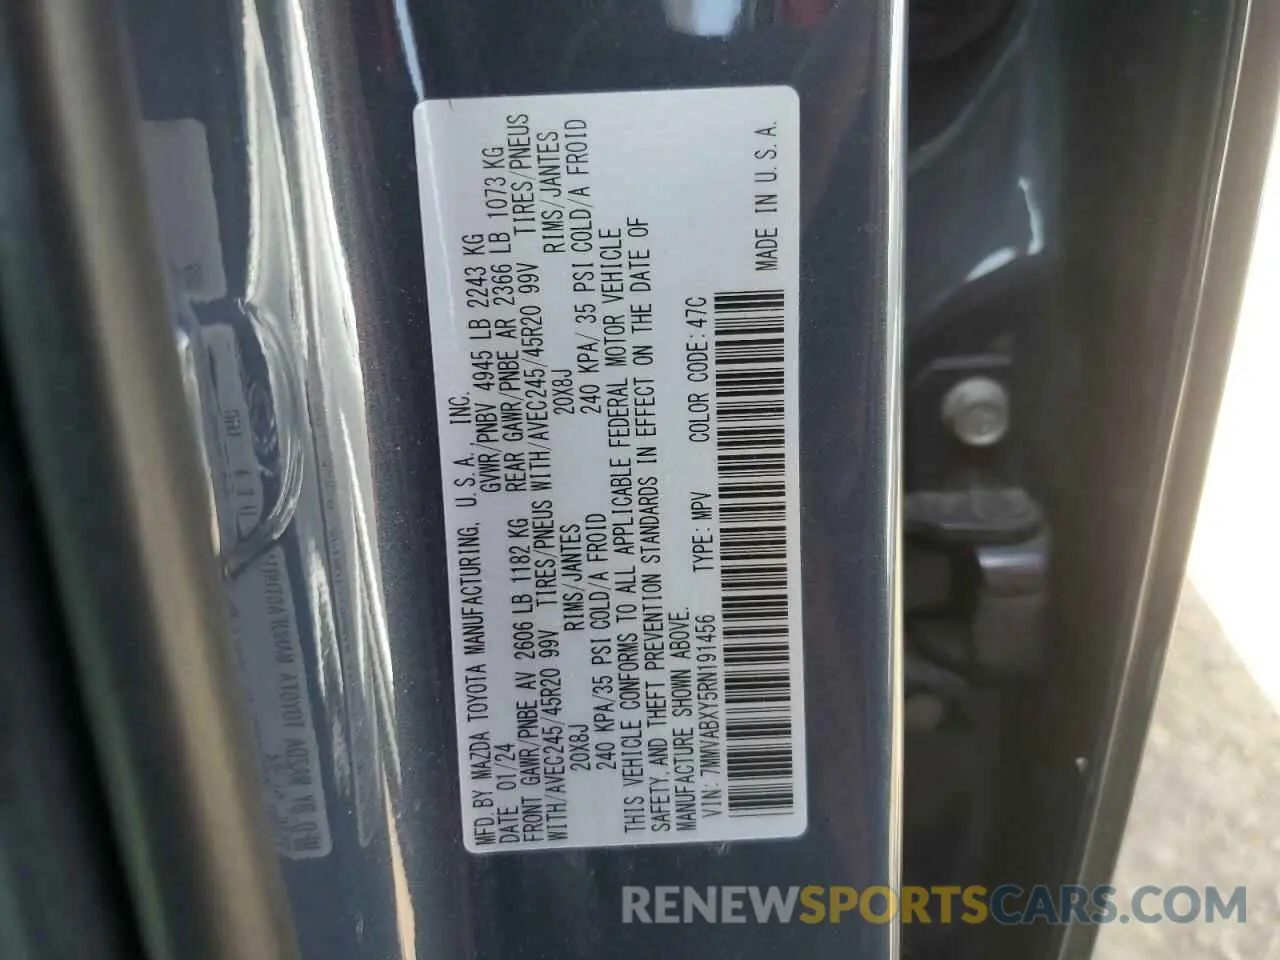 MFD. BY MAZDA TOYOTA MANUFACTURING, U.S.A., INC.
DATE 01/24 GVWR/PNBV 4945 LB 2243 KG
FRONT GAWR/PNBE AV 2606 LB 1182 KG REAR GAWR/PNBE AR 2366 LB 1073 KG
WITH/AVEC245/45R20 99V TIRES/PNEUS WITH/AVEC245/45R20 99V TIRES/PNEUS
20X8J RIMS/JANTES 20X8J RIMS/JANTES
240 KPA/35 PSI COLD/A FROID 240 KPA/ 35 PSI COLD/A FROID
THIS VEHICLE CONFORMS TO ALL APPLICABLE FEDERAL MOTOR VEHICLE
SAFETY, AND THEFT PREVENTION STANDARDS IN EFFECT ON THE DATE OF
MANUFACTURE SHOWN ABOVE.
VIN: 7MMVABXY5RN191456 TYPE: MPV COLOR CODE: 47C
MADE IN U.S.A.
RENEWSPORTSCARS.COM